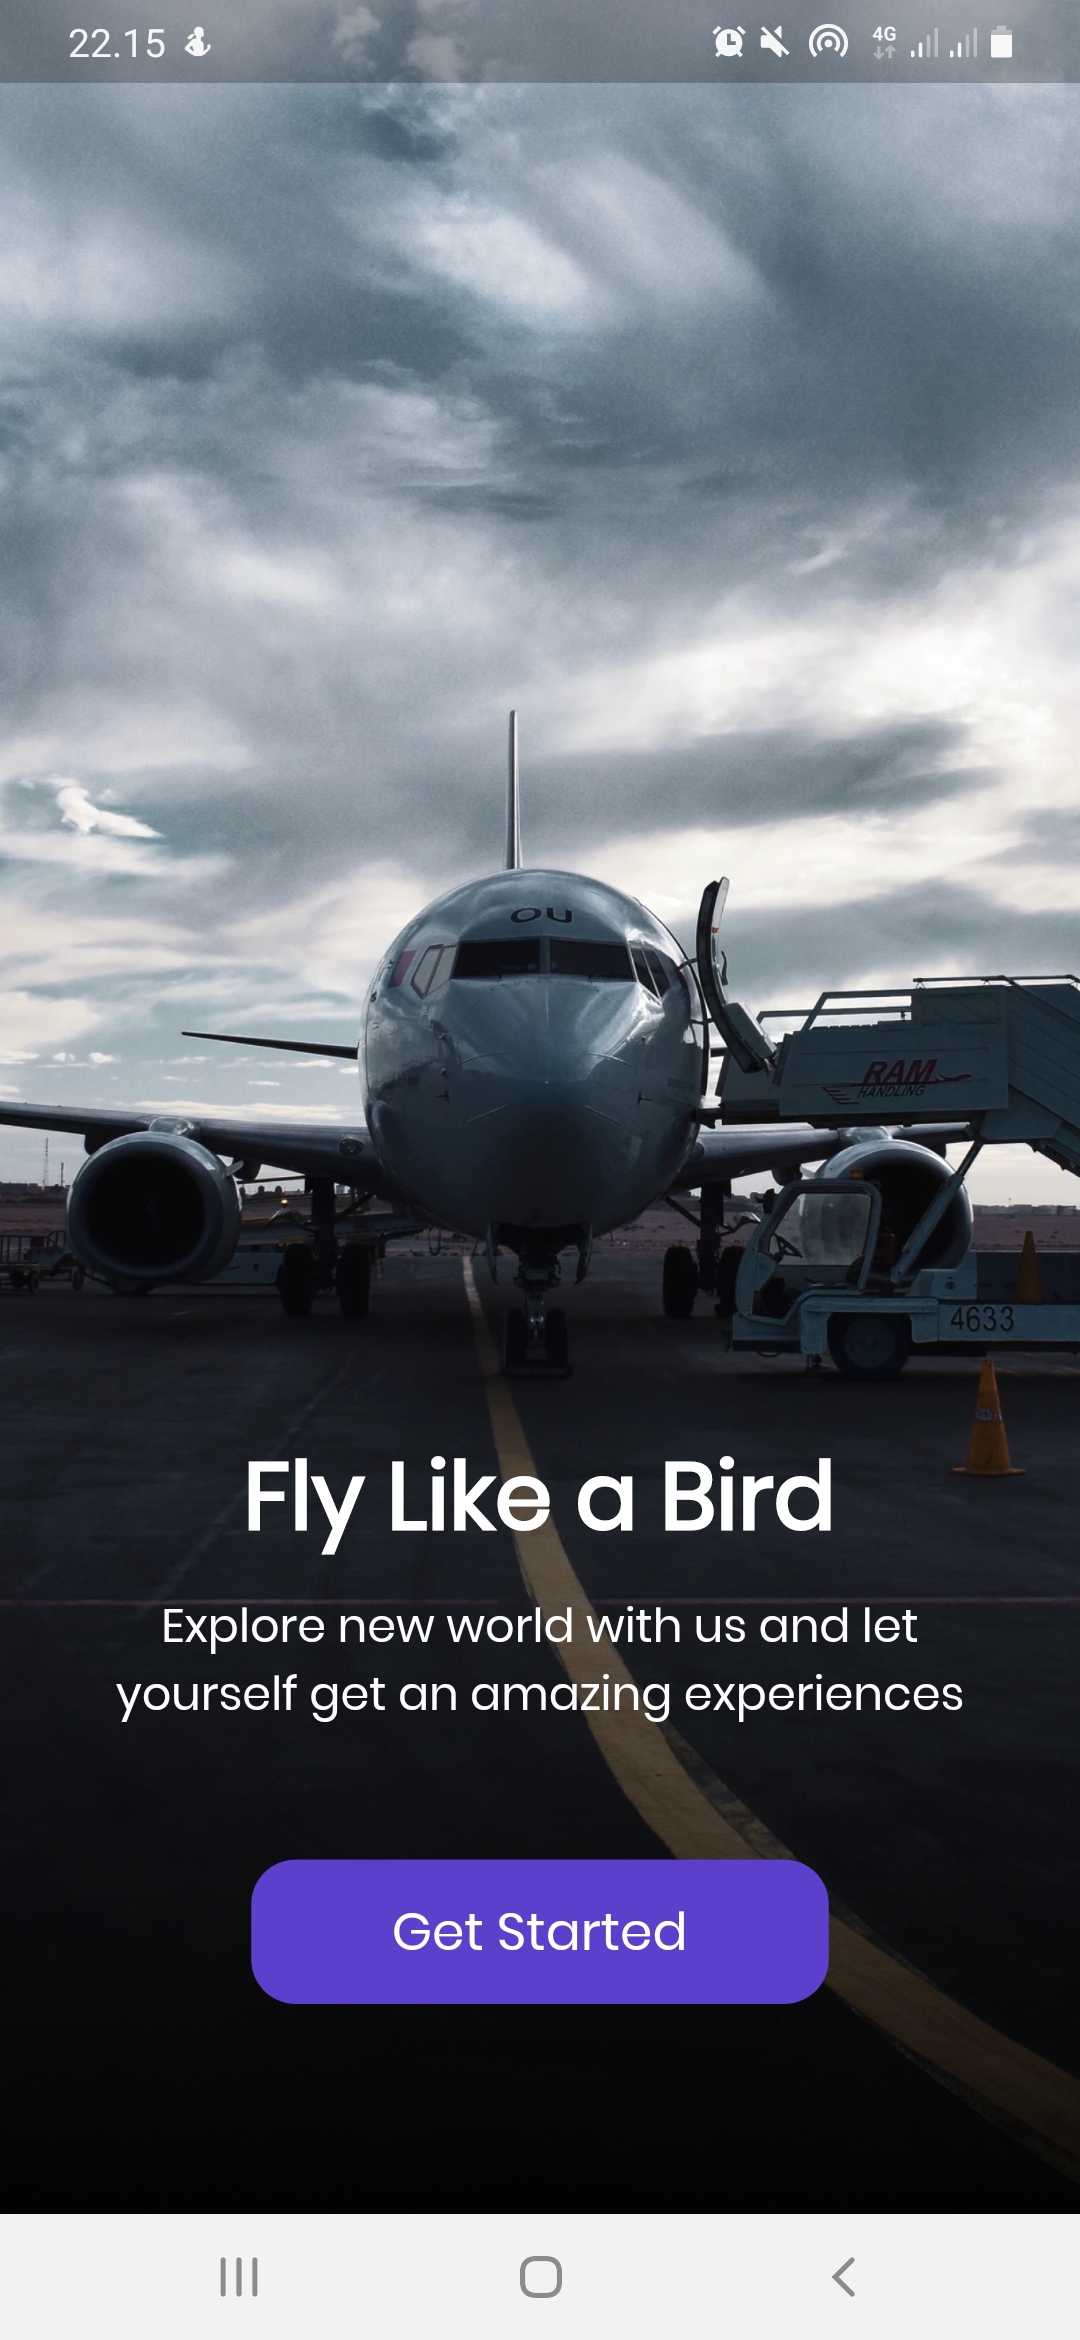 22.15
4G
OU
RAM
HANDLING
4633
Fly Like a Bird
Explore new world with us and let
yourself get an amazing experiences
Get Started